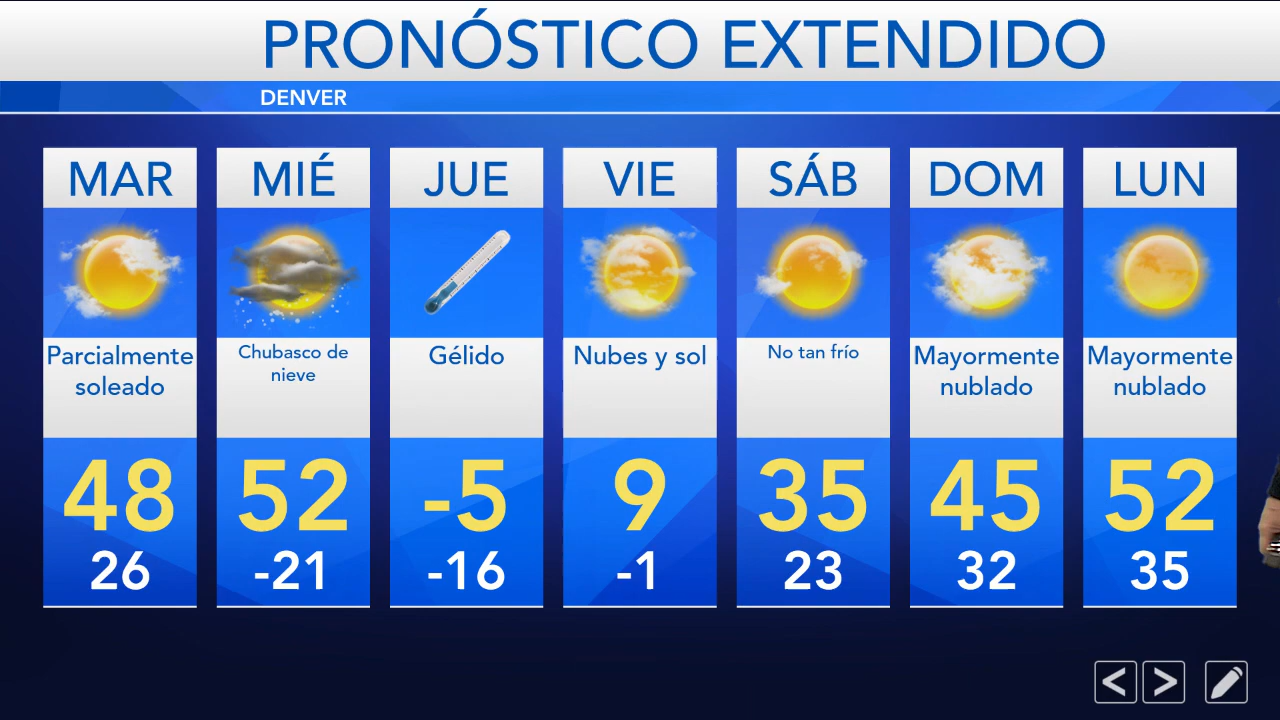 PRONÓSTICO EXTENDIDO
DENVER
MAR
Parcialmente
soleado
48
26
MIÉ
Chubasco de
nieve
52
-21
JUE
Gélido
-5
-16
VIE
Nubes y sol
9
-1
SÁB
No tan frío
35
23
DOM
Mayormente
nublado
45
32
LUN
Mayormente
nublado
52
35